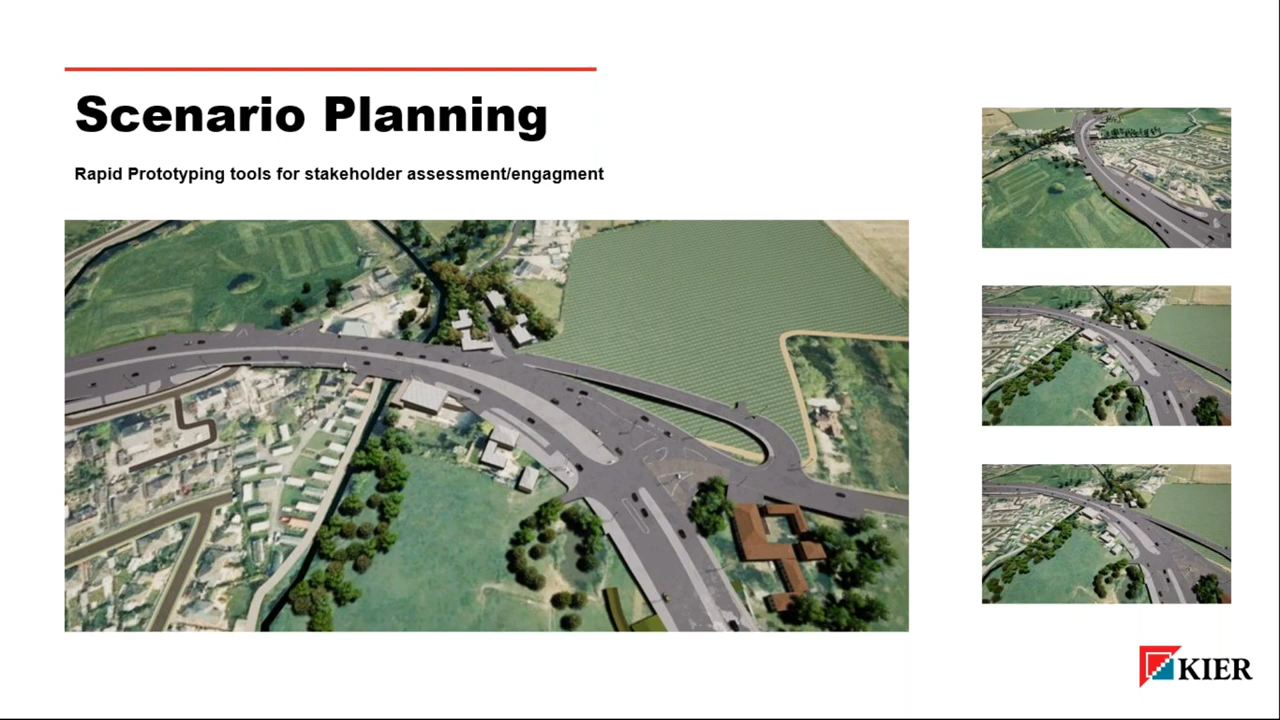 Scenario Planning
Rapid Prototyping tools for stakeholder assessment/engagment
KIER